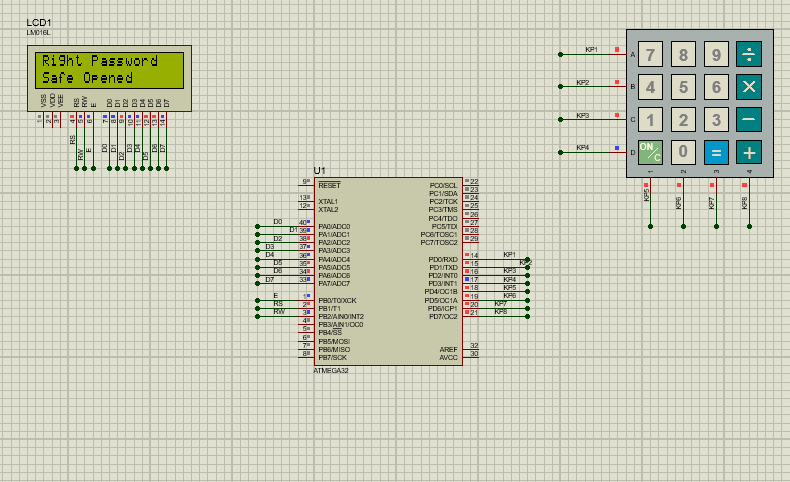 LCD1
LM016L
Right Password
Safe Opened
VSS
VDD
VEE
RS
RW
E
D0
D1
D2
D3
D4
D5
D6
D7
1
2
3
4
5
6
7
8
9
10
11
12
13
14
RS
RW
E
D0
D1
D2
D3
D4
D5
D6
D7
KP1
KP2
KP3
KP4
A
B
C
D
7 8 9 ÷
4 5 6 ×
1 2 3 −
ON/C 0 = +
1 2 3 4
KP5
KP6
KP7
KP8
U1
9 RESET
13 XTAL1
12 XTAL2
D0 40 PA0/ADC0
D1 39 PA1/ADC1
D2 38 PA2/ADC2
D3 37 PA3/ADC3
D4 36 PA4/ADC4
D5 35 PA5/ADC5
D6 34 PA6/ADC6
D7 33 PA7/ADC7
E 1 PB0/T0/XCK
RS 2 PB1/T1
RW 3 PB2/AIN0/INT2
4 PB3/AIN1/OC0
5 PB4/SS
6 PB5/MOSI
7 PB6/MISO
8 PB7/SCK
PC0/SCL 22
PC1/SDA 23
PC2/TCK 24
PC3/TMS 25
PC4/TDO 26
PC5/TDI 27
PC6/TOSC1 28
PC7/TOSC2 29
PD0/RXD 14 KP1
PD1/TXD 15
PD2/INT0 16 KP3
PD3/INT1 17 KP4
PD4/OC1B 18 KP5
PD5/OC1A 19 KP6
PD6/ICP1 20 KP7
PD7/OC2 21 KP8
AREF 32
AVCC 30
ATMEGA32